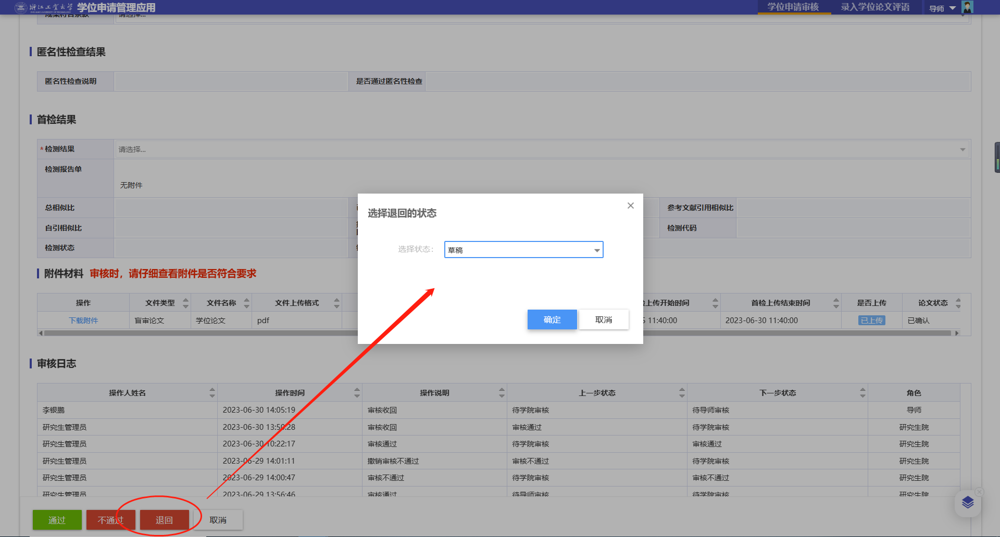 浙江工业大学 学位申请管理应用 学位申请审核 录入学位论文评语 导师
成果符合条款 请选择...
匿名性检查结果
匿名性检查说明 是否通过匿名性检查
首检结果
*检测结果 请选择...
检测报告单
无附件
总相似比 参考文献引用相似比
自引相似比 检测代码
检测状态
选择退回的状态
选择状态： 草稿
确定 取消
附件材料 审核时，请仔细查看附件是否符合要求
操作 文件类型 文件名称 文件上传格式 上传开始时间 首检上传结束时间 是否上传 论文状态
下载附件 盲审论文 学位论文 pdf 11:40:00 2023-06-30 11:40:00 已上传 已确认
审核日志
操作人姓名 操作时间 操作说明 上一步状态 下一步状态 角色
李银鹏 2023-06-30 14:05:19 审核收回 待学院审核 待导师审核 导师
研究生管理员 2023-06-30 13:50:28 审核收回 审核通过 待学院审核 研究生院
研究生管理员 2023-06-30 10:22:17 审核通过 待学院审核 审核通过 研究生院
研究生管理员 2023-06-29 14:01:11 撤销审核不通过 审核不通过 待学院审核 研究生院
研究生管理员 2023-06-29 14:00:47 审核不通过 待学院审核 审核不通过 研究生院
研究生管理员 2023-06-29 13:56:46 审核通过 待导师审核 待学院审核 研究生院
通过 不通过 退回 取消